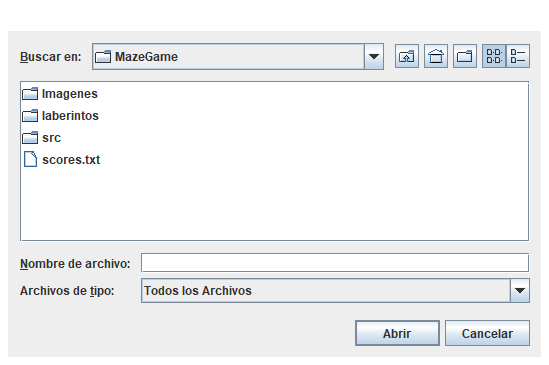 Buscar en: MazeGame
Imagenes
laberintos
src
scores.txt
Nombre de archivo:
Archivos de tipo: Todos los Archivos
Abrir Cancelar